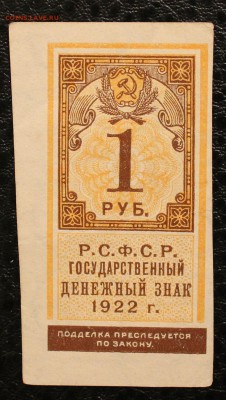 1
РУБ.
Р.С.Ф.С.Р.
ГОСУДАРСТВЕННЫЙ
ДЕНЕЖНЫЙ ЗНАК
1922 г.
ПОДДЕЛКА ПРЕСЛЕДУЕТСЯ
ПО ЗАКОНУ.